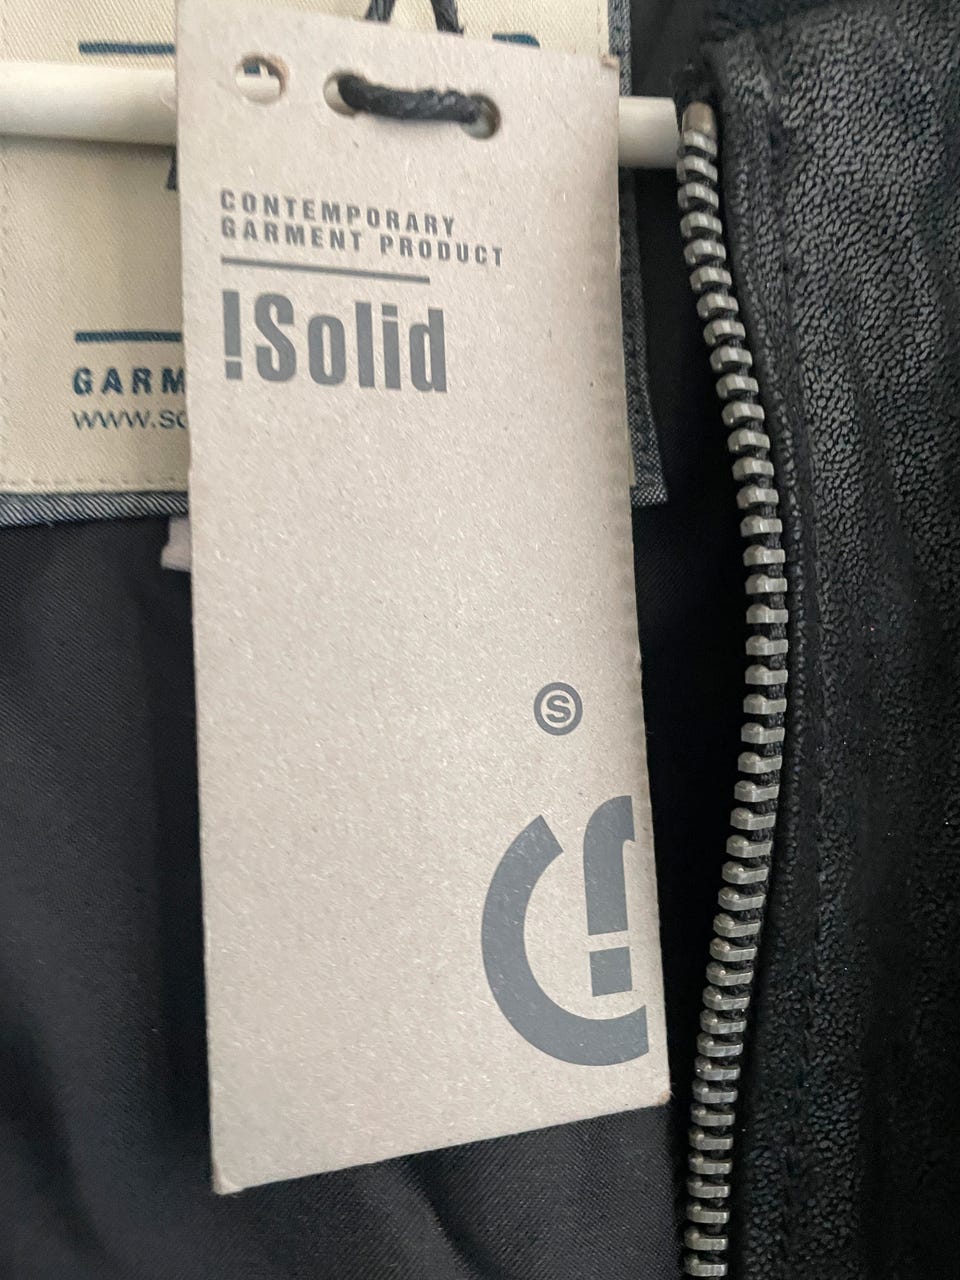 CONTEMPORARY
GARMENT PRODUCT
!Solid
S
GARM
www.so